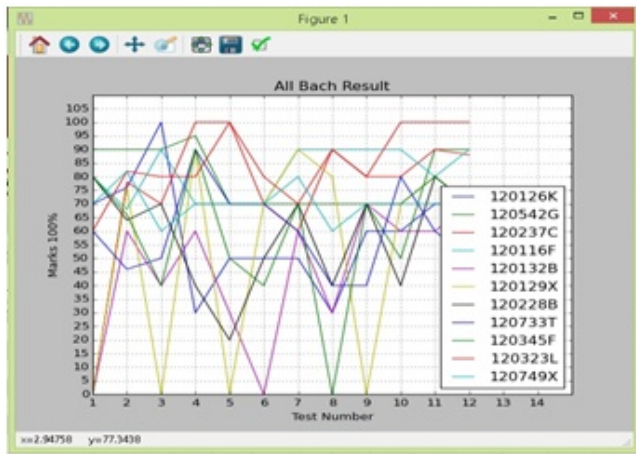 Figure 1
All Bach Result
Marks 100%
105
100
90
85
80
75
70
65
60
55
50
45
40
35
30
25
20
15
10
5
0
1 2 3 4 5 6 7 8 9 10 11 12 13 14
Test Number
120126K
120542G
120237C
120116F
120132B
120129X
120228B
120733T
120345F
120323L
120749X
x=2.94758 y=77.3438